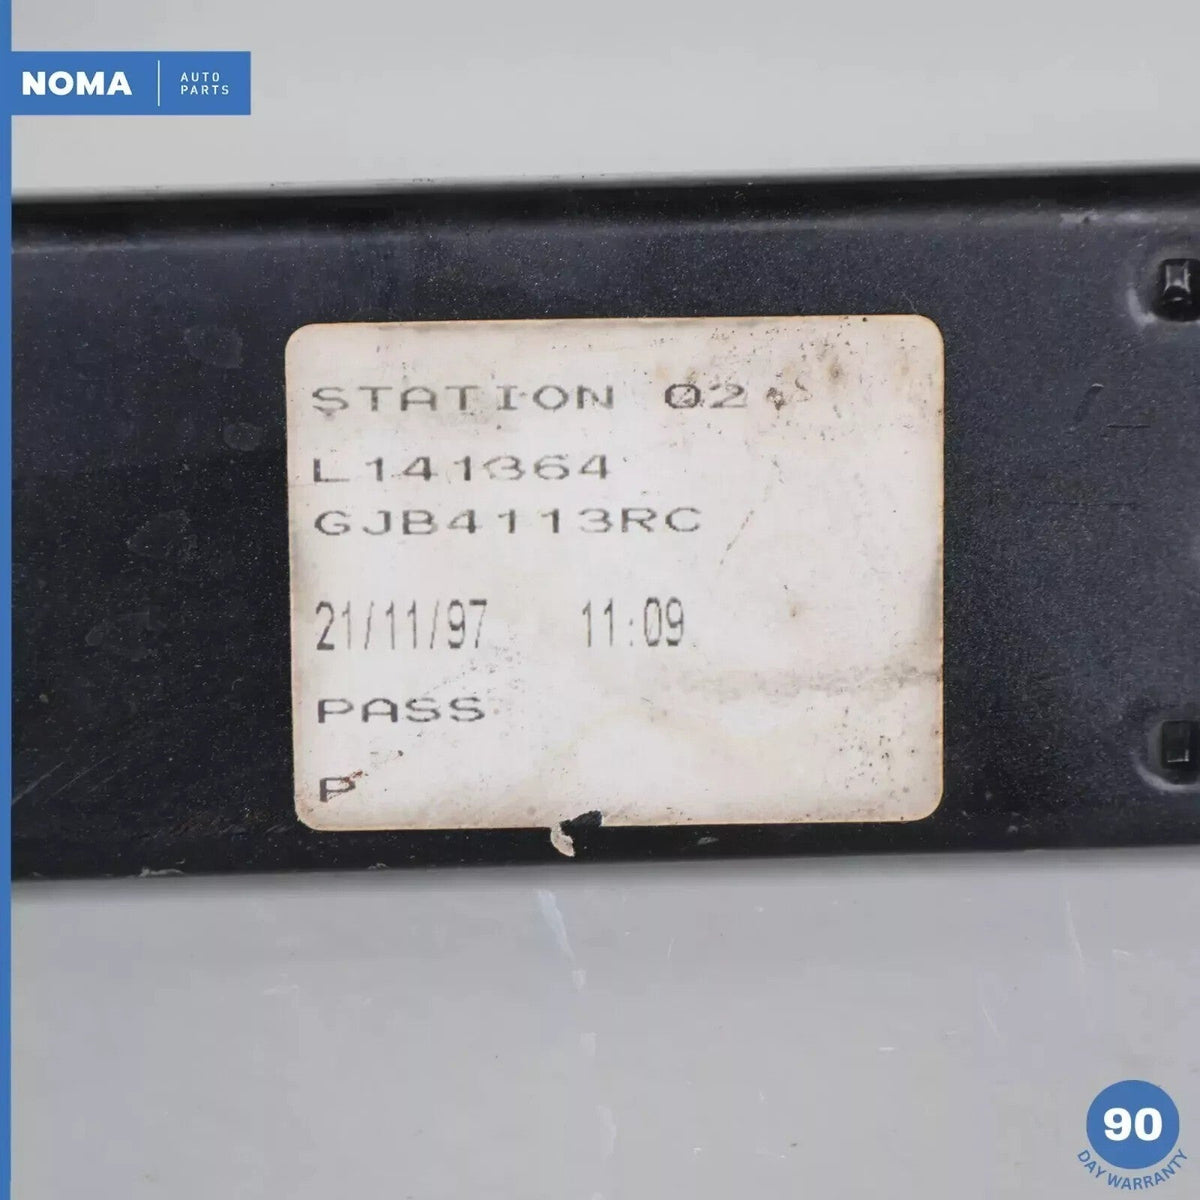 NOMA
AUTO
PARTS
STATION 02
L141364
GJB4113RC
21/11/97 11:09
PASS
P
90
DAY WARRANTY